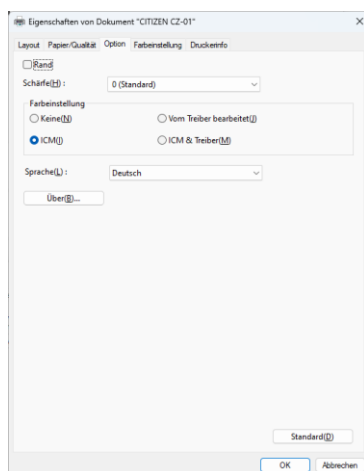 Eigenschaften von Dokument "CITIZEN CZ-01"
Layout Papier/Qualität Option Farbeinstellung Druckerinfo
Rand
Schärfe(H) : 0 (Standard)
Farbeinstellung
Keine(N) Vom Treiber bearbeitet(J)
ICM(I) ICM & Treiber(M)
Sprache(L) : Deutsch
Über(B)...
Standard(D)
OK Abbrechen